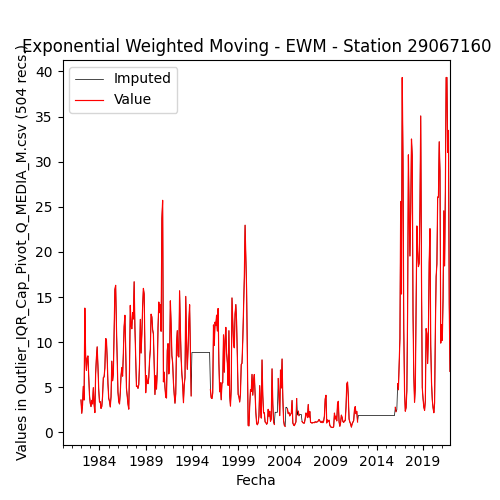 Exponential Weighted Moving - EWM - Station 29067160
Values in Outlier_IQR_Cap_Pivot_Q_MEDIA_M.csv (504 recs.)
Imputed
Value
40
35
30
25
20
15
10
5
0
1984 1989 1994 1999 2004 2009 2014 2019
Fecha